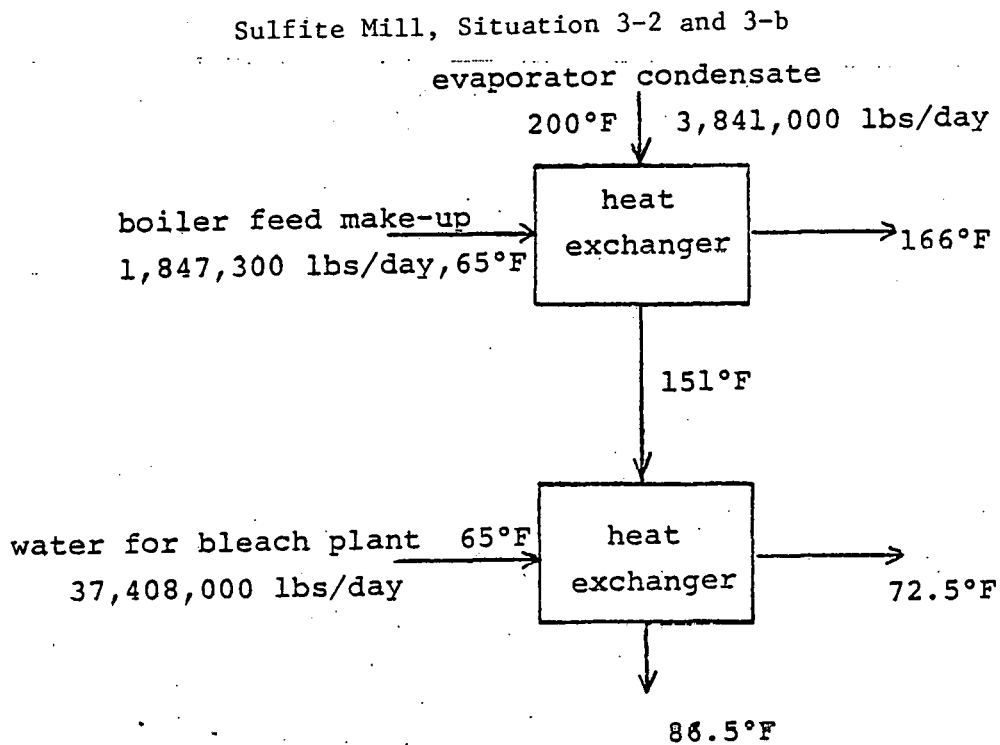 Sulfite Mill, Situation 3-2 and 3-b
evaporator condensate
200°F 3,841,000 lbs/day
heat
exchanger
boiler feed make-up
1,847,300 lbs/day,65°F
166°F
151°F
water for bleach plant 65°F
37,408,000 lbs/day
heat
exchanger
72.5°F
86.5°F